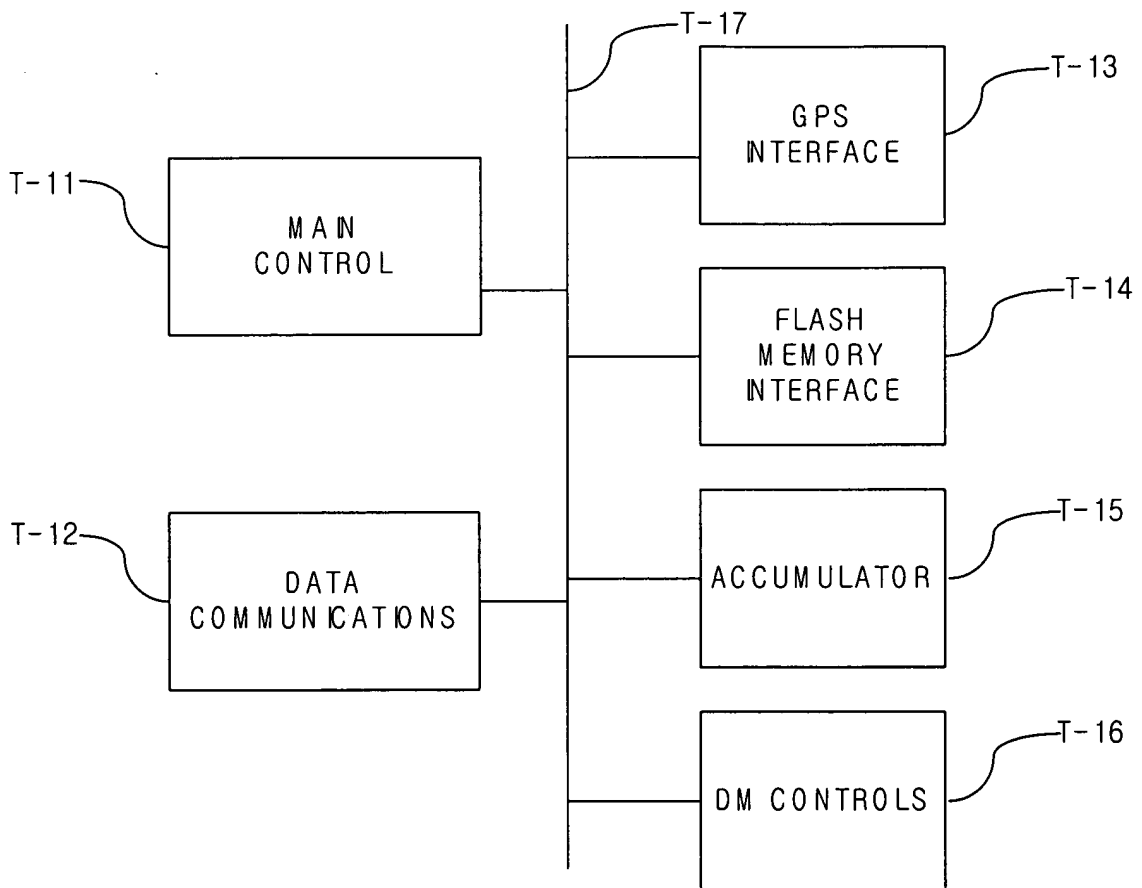 T-17
T-13
GPS
INTERFACE
T-11
MAIN
CONTROL
T-14
FLASH
MEMORY
INTERFACE
T-12
DATA
COMMUNICATIONS
T-15
ACCUMULATOR
T-16
DM CONTROLS